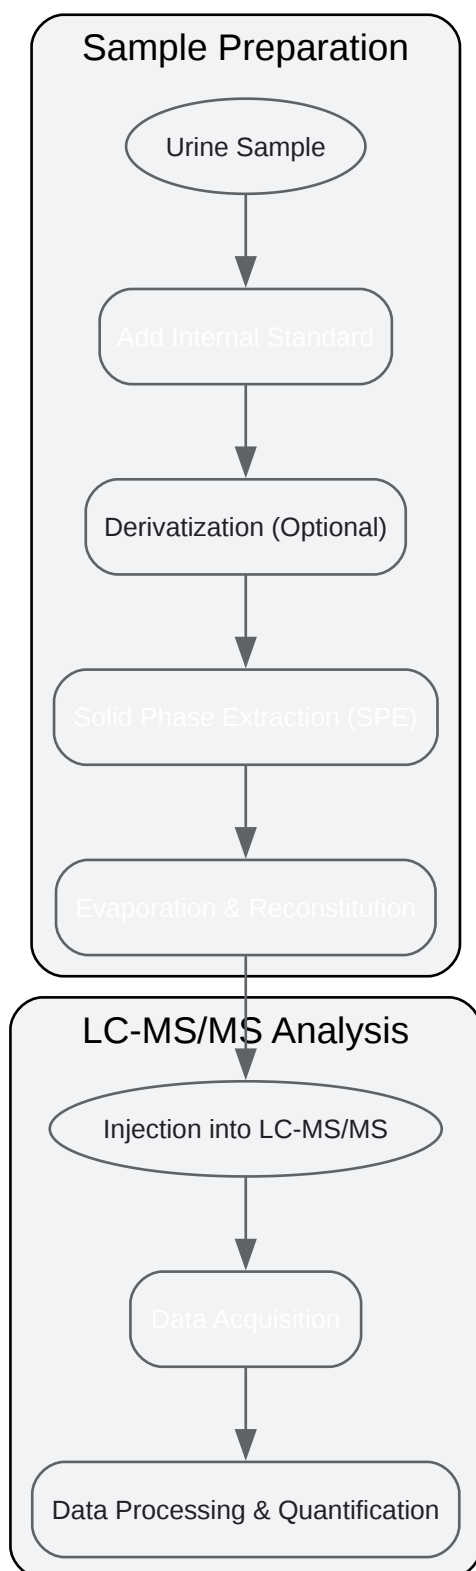 Sample Preparation
Urine Sample
Add Internal Standard
Derivatization (Optional)
Solid Phase Extraction (SPE)
Evaporation & Reconstitution
LC-MS/MS Analysis
Injection into LC-MS/MS
Data Acquisition
Data Processing & Quantification